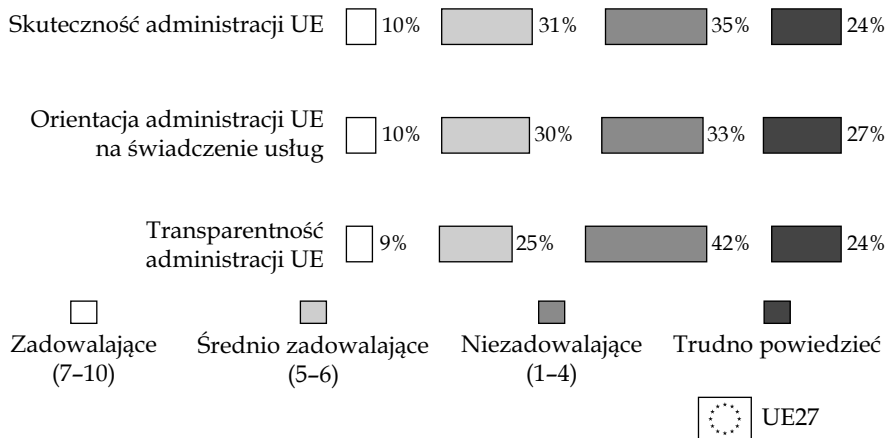 Skuteczność administracji UE 10% 31% 35% 24%
Orientacja administracji UE
na świadczenie usług 10% 30% 33% 27%
Transparentność
administracji UE 9% 25% 42% 24%
Zadowalające Średnio zadowalające Niezadowalające Trudno powiedzieć
(7–10) (5–6) (1–4)
UE27